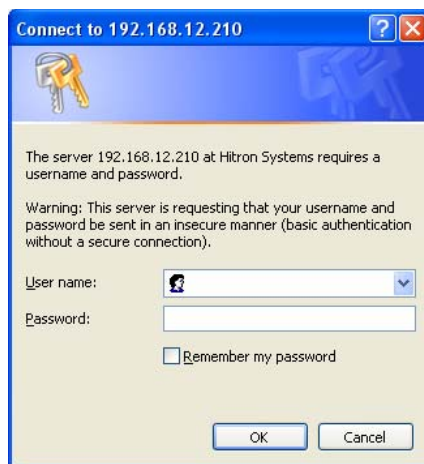 Connect to 192.168.12.210
The server 192.168.12.210 at Hitron Systems requires a
username and password.
Warning: This server is requesting that your username and
password be sent in an insecure manner (basic authentication
without a secure connection).
User name:
Password:
Remember my password
OK
Cancel